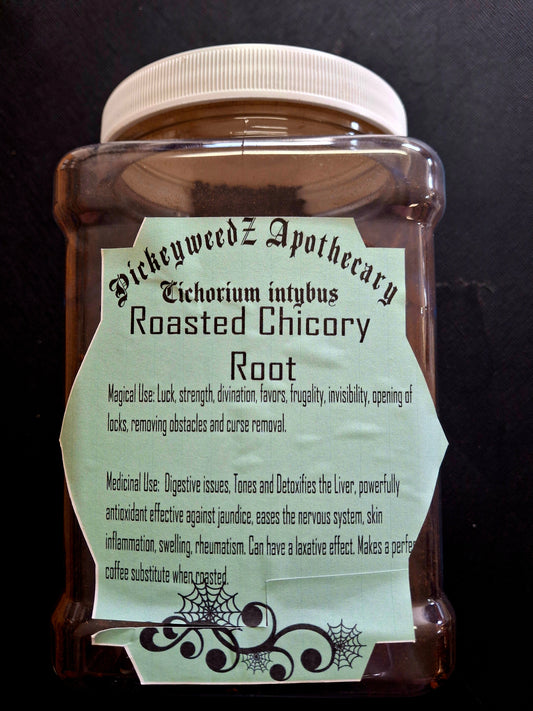 PickeyweedZ Apothecary
Cichorium intybus
Roasted Chicory
Root
Magical Use: Luck, strength, divination, favors, frugality, invisibility, opening of
locks, removing obstacles and curse removal.
Medicinal Use: Digestive issues, Tones and Detoxifies the Liver, powerfully
antioxidant effective against jaundice, eases the nervous system, skin
inflammation, swelling, rheumatism. Can have a laxative effect. Makes a perfe
coffee substitute when roasted.